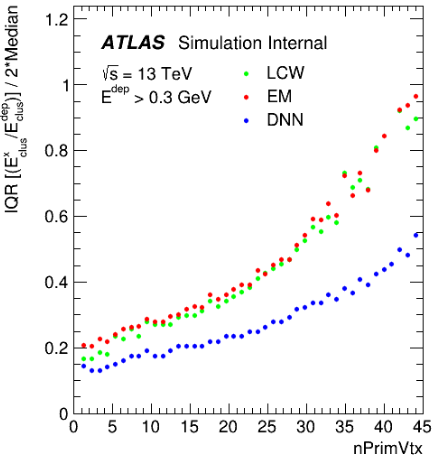 ATLAS Simulation Internal
√s = 13 TeV
E^dep > 0.3 GeV
LCW
EM
DNN
IQR [(E^x_clus/E^dep_clus)] / 2*Median
1.2
1
0.8
0.6
0.4
0.2
0
0 5 10 15 20 25 30 35 40 45
nPrimVtx